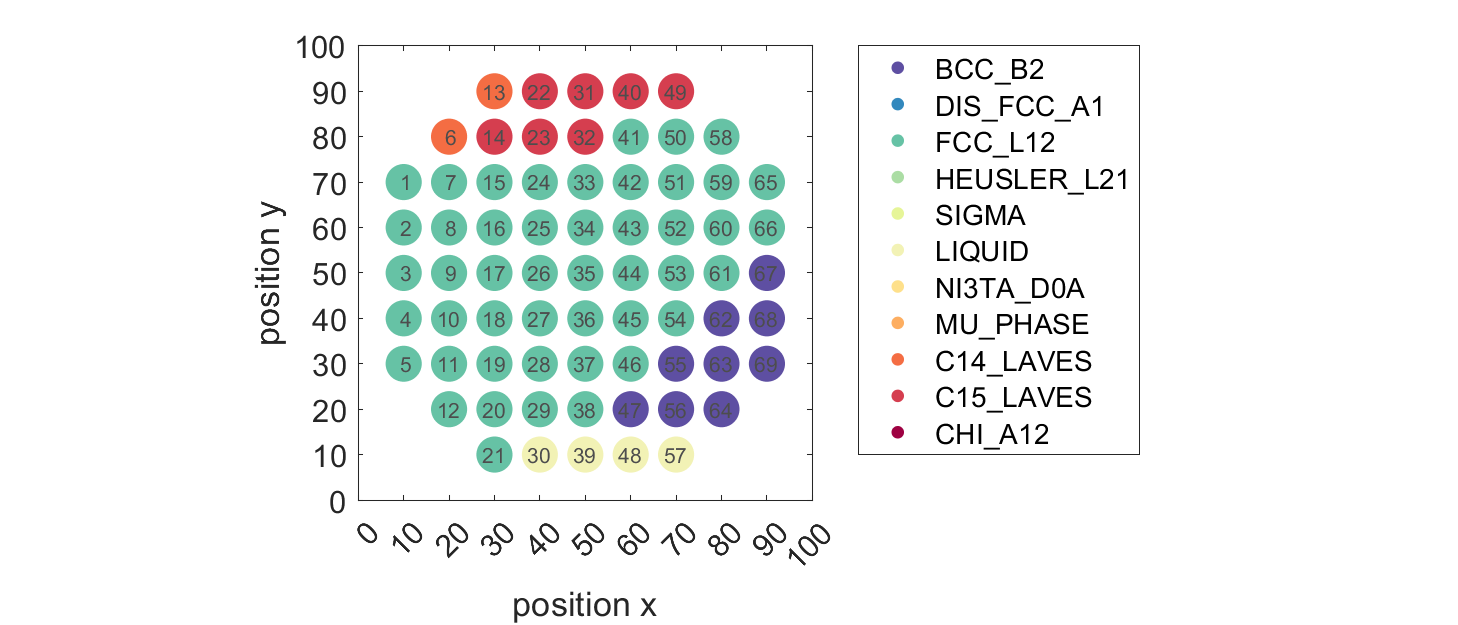 100
90
80
70
60
50
40
30
20
10
0
position y
13 22 31 40 49
6 14 23 32 41 50 58
1 7 15 24 33 42 51 59 65
2 8 16 25 34 43 52 60 66
3 9 17 26 35 44 53 61 67
4 10 18 27 36 45 54 62 68
5 11 19 28 37 46 55 63 69
12 20 29 38 47 56 64
21 30 39 48 57
0 10 20 30 40 50 60 70 80 90 100
position x
BCC_B2
DIS_FCC_A1
FCC_L12
HEUSLER_L21
SIGMA
LIQUID
NI3TA_D0A
MU_PHASE
C14_LAVES
C15_LAVES
CHI_A12